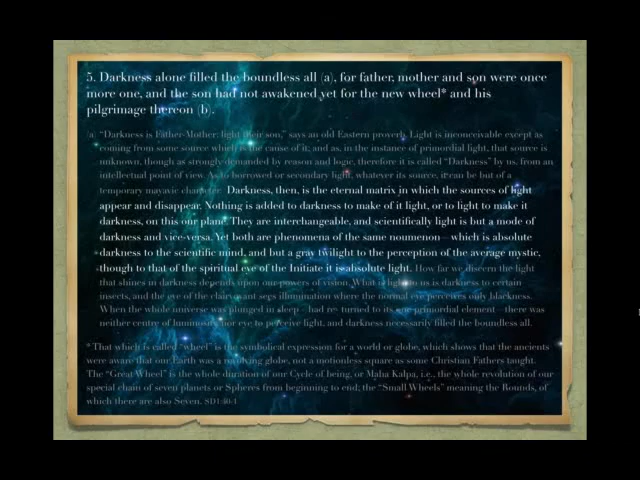 5. Darkness alone filled the boundless all (a), for father, mother and son were once
more one, and the son had not awakened yet for the new wheel* and his
pilgrimage thereon (b).
(a) “Darkness is Father-Mother: light their son,” says an old Eastern proverb. Light is inconceivable except as
coming from some source which is the cause of it; and as, in the instance of primordial light, that source is
unknown, though as strongly demanded by reason and logic, therefore it is called “Darkness” by us, from an
intellectual point of view. As to borrowed or secondary light, whatever its source, it can be but of a
temporary mayavic character. Darkness, then, is the eternal matrix in which the sources of light
appear and disappear. Nothing is added to darkness to make of it light, or to light to make it
darkness, on this our plane. They are interchangeable, and scientifically light is but a mode of
darkness and vice-versa. Yet both are phenomena of the same noumenon—which is absolute
darkness to the scientific mind, and but a gray twilight to the perception of the average mystic,
though to that of the spiritual eye of the Initiate it is absolute light. How far we discern the light
that shines in darkness depends upon our powers of vision. What is light to us is darkness to certain
insects, and the eye of the clairvoyant sees illumination where the normal eye perceives only blackness.
When the whole universe was plunged in sleep—had returned to its one primordial element—there was
neither centre of luminosity, nor eye to perceive light, and darkness necessarily filled the boundless all.
* That which is called “wheel” is the symbolical expression for a world or globe, which shows that the ancients
were aware that our Earth was a revolving globe, not a motionless square as some Christian Fathers taught.
The “Great Wheel” is the whole duration of our Cycle of being, or Maha Kalpa, i.e., the whole revolution of our
special chain of seven planets or Spheres from beginning to end; the “Small Wheels” meaning the Rounds, of
which there are also Seven. SD1:40-1